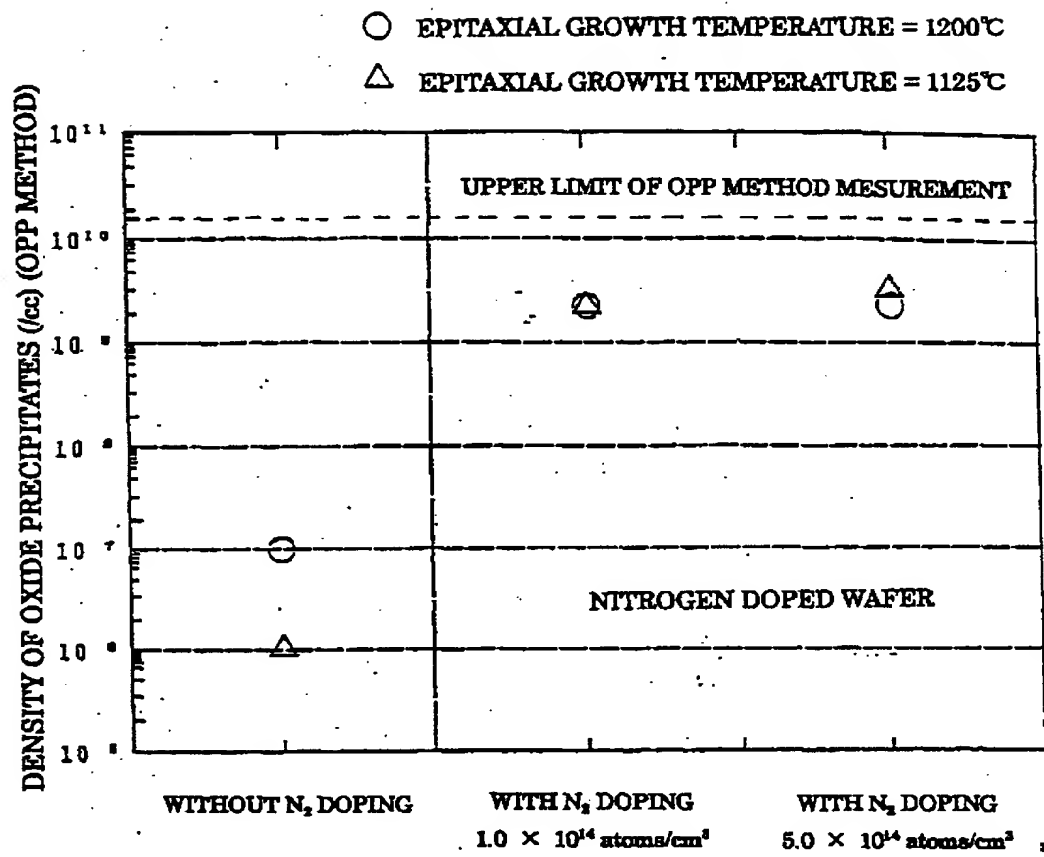 ○ EPITAXIAL GROWTH TEMPERATURE = 1200℃
△ EPITAXIAL GROWTH TEMPERATURE = 1125℃
DENSITY OF OXIDE PRECIPITATES (/cc) (OPP METHOD)
10¹¹
UPPER LIMIT OF OPP METHOD MESUREMENT
10¹⁰
10⁹
10⁸
10⁷
NITROGEN DOPED WAFER
10⁶
10⁵
WITHOUT N₂ DOPING
WITH N₂ DOPING
WITH N₂ DOPING
1.0 × 10¹⁴ atoms/cm³
5.0 × 10¹⁴ atoms/cm³